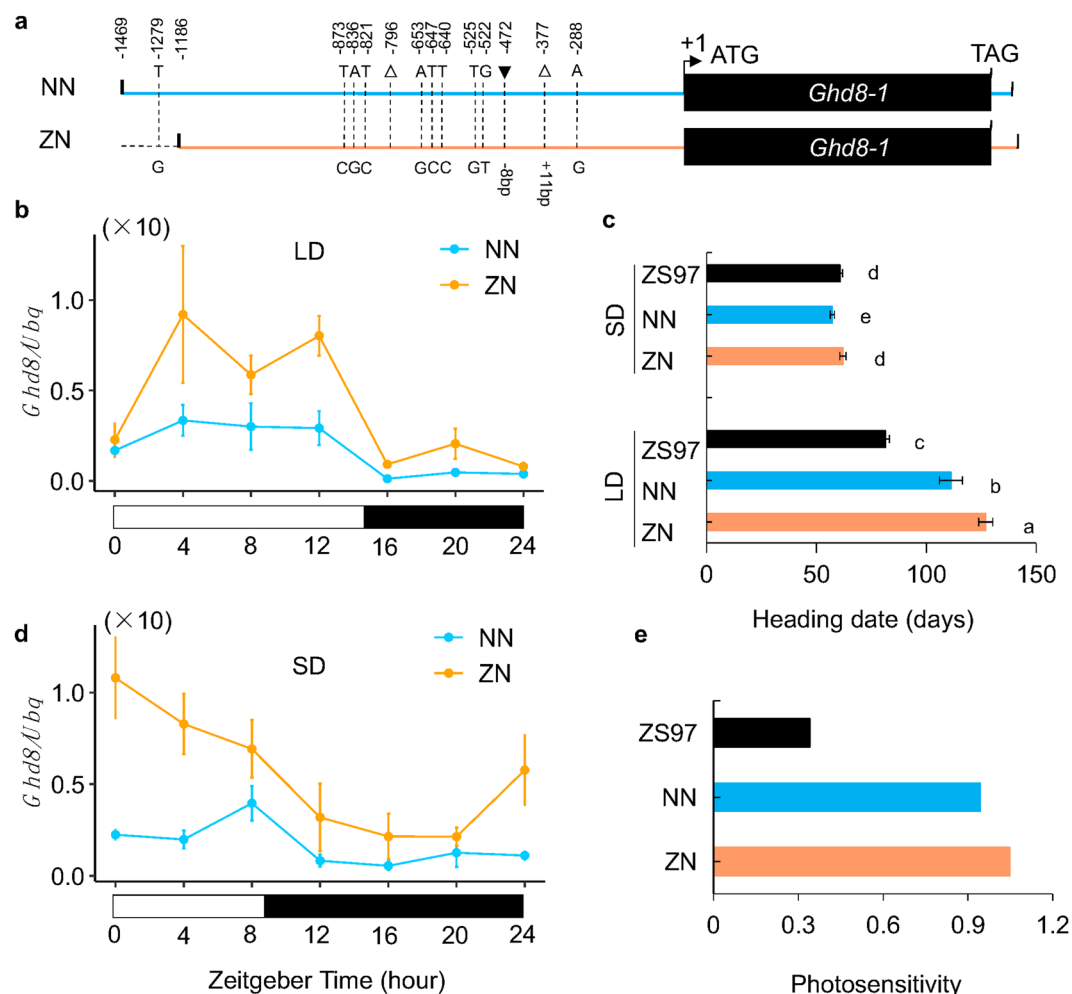 a
-1469
-1279
-1186
-873
-836
-821
-796
-653
-647
-640
-525
-522
-472
-377
-288
+1
ATG
TAG
NN
T
TAT
△
ATT
TG
▼
△
A
Ghd8-1
ZN
Ghd8-1
G
CGC
GCC
GT
-8bp
+11bp
G
b
(×10)
LD
NN
ZN
Ghd8/Ubq
1.0
0.5
0.0
0 4 8 12 16 20 24
c
SD
ZS97
d
NN
e
ZN
d
LD
ZS97
c
NN
b
ZN
a
0 50 100 150
Heading date (days)
d
(×10)
SD
NN
ZN
Ghd8/Ubq
1.0
0.5
0.0
0 4 8 12 16 20 24
Zeitgeber Time (hour)
e
ZS97
NN
ZN
0 0.3 0.6 0.9 1.2
Photosensitivity